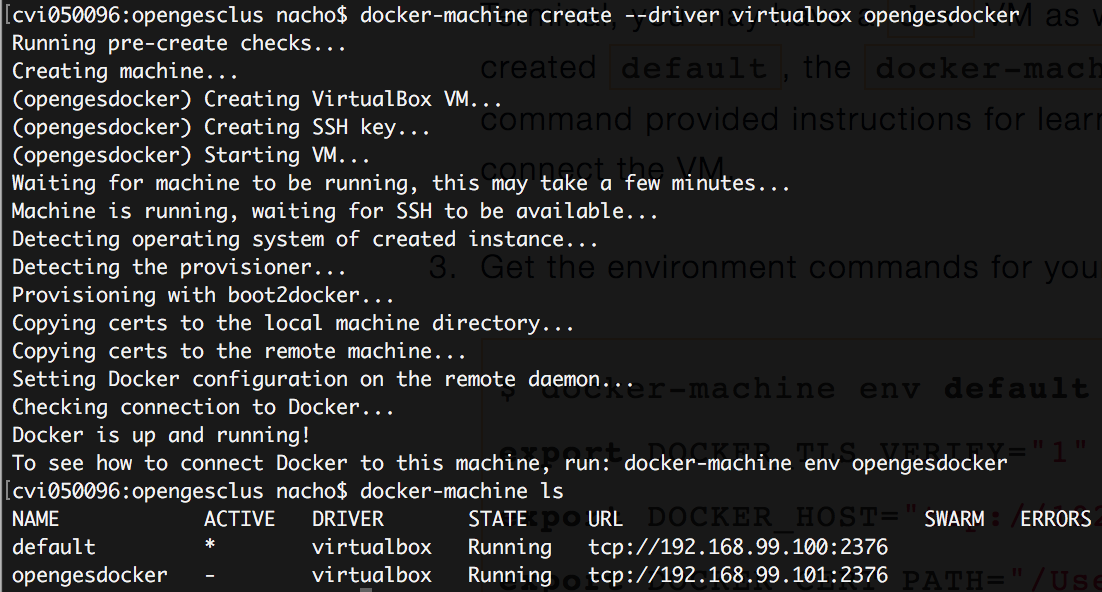 [cvi050096:opengesclus nacho$ docker-machine create --driver virtualbox opengesdocker
Running pre-create checks...
Creating machine...
(opengesdocker) Creating VirtualBox VM...
(opengesdocker) Creating SSH key...
(opengesdocker) Starting VM...
Waiting for machine to be running, this may take a few minutes...
Machine is running, waiting for SSH to be available...
Detecting operating system of created instance...
Detecting the provisioner...
Provisioning with boot2docker...
Copying certs to the local machine directory...
Copying certs to the remote machine...
Setting Docker configuration on the remote daemon...
Checking connection to Docker...
Docker is up and running!
To see how to connect Docker to this machine, run: docker-machine env opengesdocker
[cvi050096:opengesclus nacho$ docker-machine ls
NAME ACTIVE DRIVER STATE URL SWARM ERRORS
default * virtualbox Running tcp://192.168.99.100:2376
opengesdocker - virtualbox Running tcp://192.168.99.101:2376
created default, the docker-mach
command provided instructions for learn
connect the VM.
3. Get the environment commands for you
$ docker-machine env default
export DOCKER_TLS_VERIFY="1"
export DOCKER_HOST="
export DOCKER_CERT_PATH="/Use